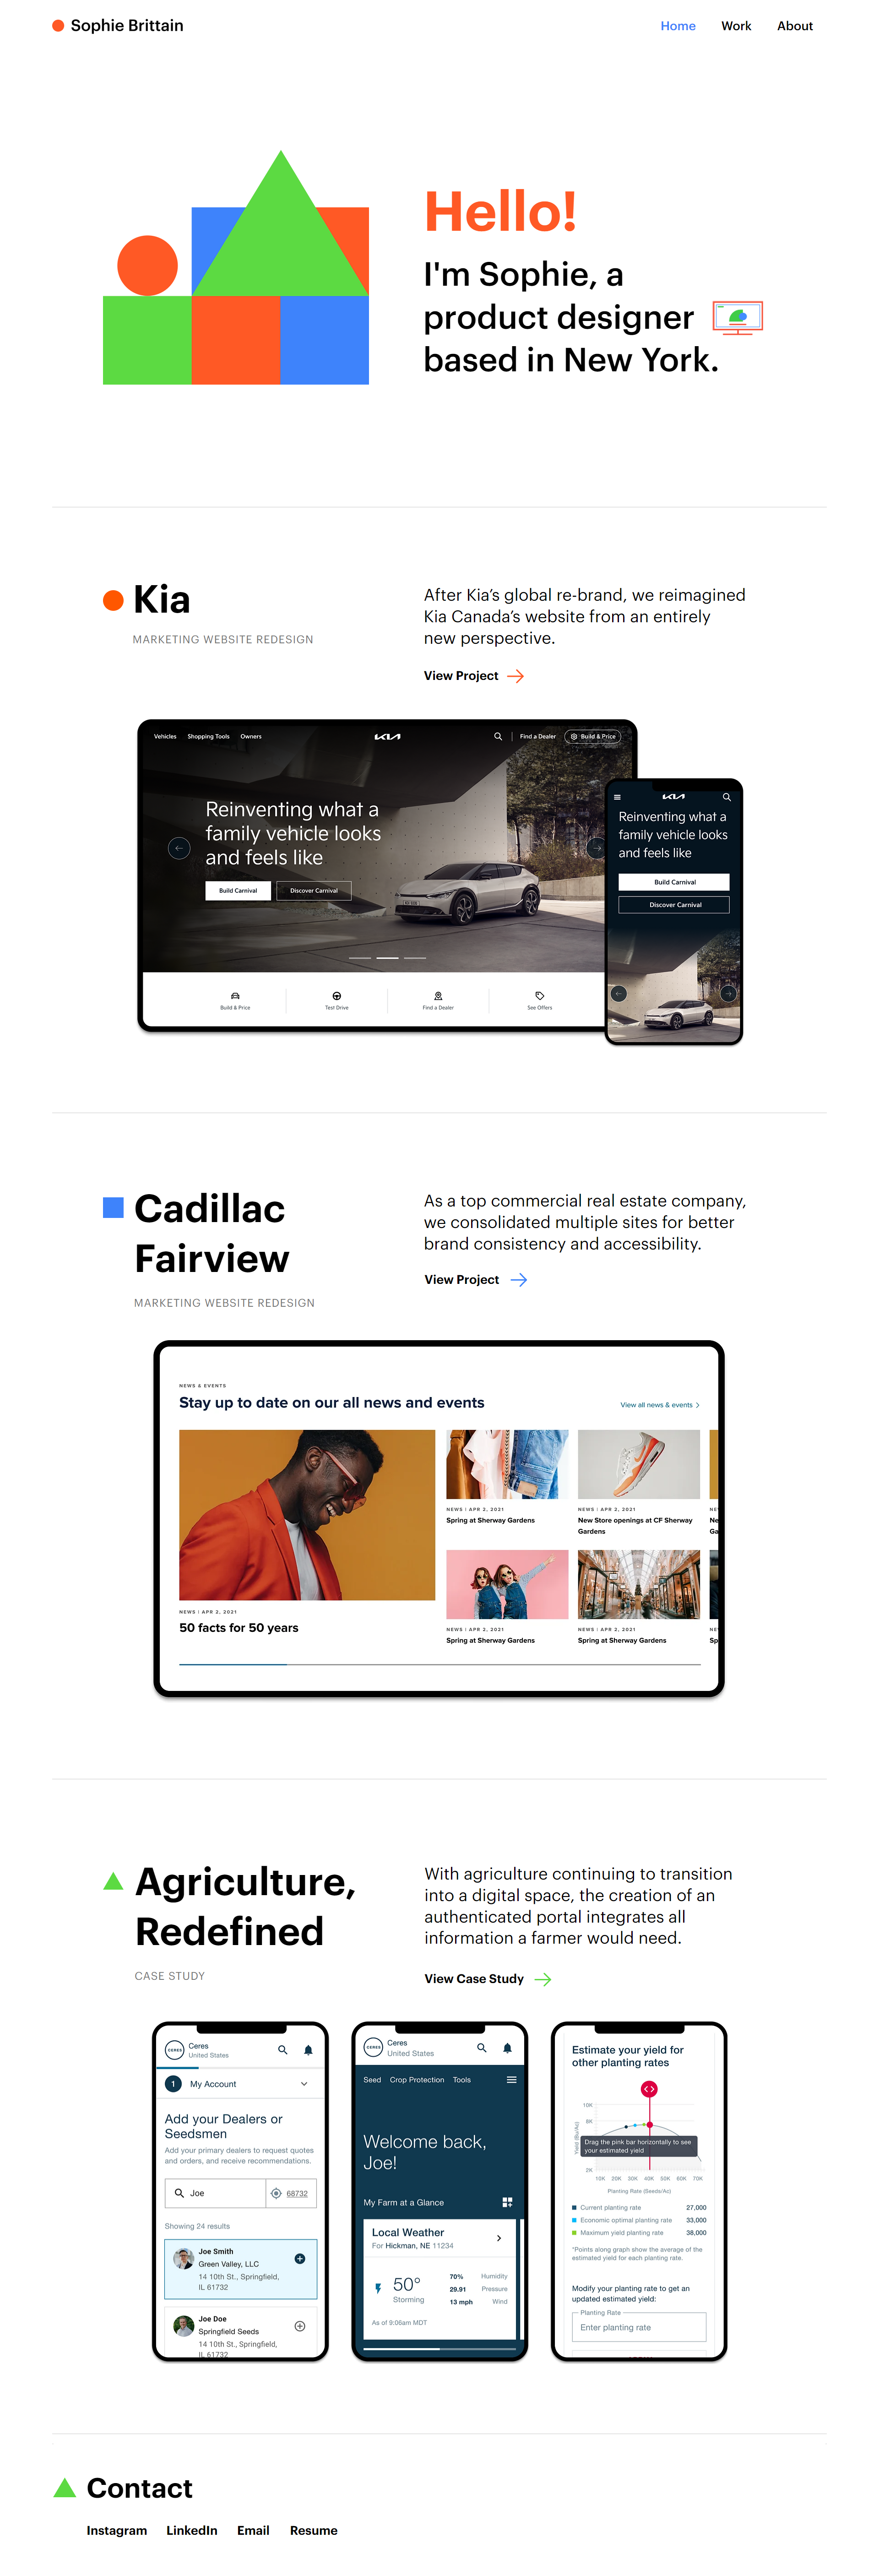 Sophie Brittain
Home Work About
Hello!
I'm Sophie, a
product designer
based in New York.
Kia
MARKETING WEBSITE REDESIGN
After Kia’s global re-brand, we reimagined
Kia Canada’s website from an entirely
new perspective.
View Project
Vehicles Shopping Tools Owners
KIA
Find a Dealer Build & Price
Reinventing what a
family vehicle looks
and feels like
Build Carnival Discover Carnival
Build & Price Test Drive Find a Dealer See Offers
KIA
Reinventing what a
family vehicle looks
and feels like
Build Carnival
Discover Carnival
Cadillac
Fairview
MARKETING WEBSITE REDESIGN
As a top commercial real estate company,
we consolidated multiple sites for better
brand consistency and accessibility.
View Project
NEWS & EVENTS
Stay up to date on our all news and events
View all news & events
NEWS | APR 2, 2021
50 facts for 50 years
NEWS | APR 2, 2021
Spring at Sherway Gardens
NEWS | APR 2, 2021
New Store openings at CF Sherway
Gardens
NE
Ne
Ga
NEWS | APR 2, 2021
Spring at Sherway Gardens
NEWS | APR 2, 2021
Spring at Sherway Gardens
NE
Sp
Agriculture,
Redefined
CASE STUDY
With agriculture continuing to transition
into a digital space, the creation of an
authenticated portal integrates all
information a farmer would need.
View Case Study
CERES
Ceres
United States
1 My Account
Add your Dealers or
Seedsmen
Add your primary dealers to request quotes
and orders, and receive recommendations.
Joe 68732
Showing 24 results
Joe Smith
Green Valley, LLC
14 10th St., Springfield,
IL 61732
Joe Doe
Springfield Seeds
14 10th St., Springfield,
IL 61732
CERES
Ceres
United States
Seed Crop Protection Tools
Welcome back,
Joe!
My Farm at a Glance
Local Weather
For Hickman, NE 11234
50°
Storming
70% Humidity
29.91 Pressure
13 mph Wind
As of 9:06am MDT
Estimate your yield for
other planting rates
10K
8K
Drag the pink bar horizontally to see
your estimated yield
2K
10K 20K 30K 40K 50K 60K 70K
Planting Rate (Seeds/Ac)
Current planting rate 27,000
Economic optimal planting rate 33,000
Maximum yield planting rate 38,000
*Points along graph show the average of the
estimated yield for each planting rate.
Modify your planting rate to get an
updated estimated yield:
Planting Rate
Enter planting rate
Contact
Instagram LinkedIn Email Resume